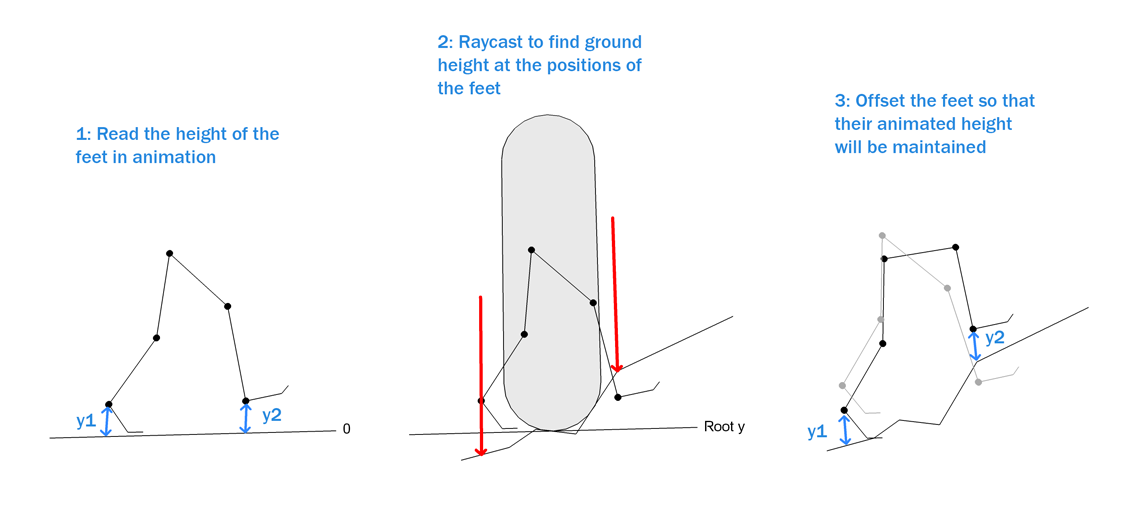 1: Read the height of the
feet in animation
y1
y2
0
2: Raycast to find ground
height at the positions of
the feet
Root y
3: Offset the feet so that
their animated height
will be maintained
y2
y1